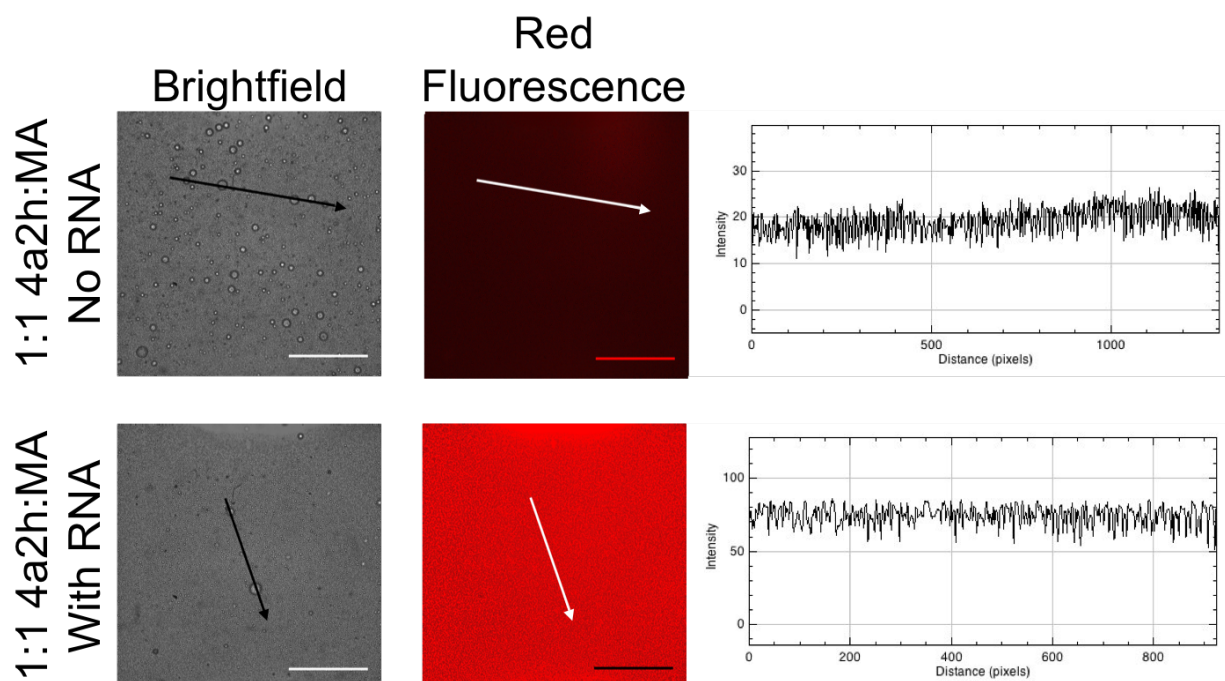 Brightfield
Red
Fluorescence
1:1 4a2h:MA
No RNA
30
20
10
0
Intensity
0
500
1000
Distance (pixels)
1:1 4a2h:MA
With RNA
100
50
0
Intensity
0
200
400
600
800
Distance (pixels)